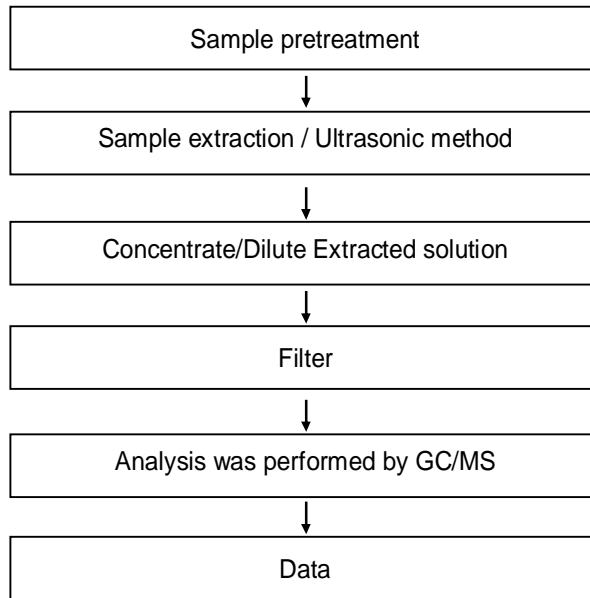 Sample pretreatment
Sample extraction / Ultrasonic method
Concentrate/Dilute Extracted solution
Filter
Analysis was performed by GC/MS
Data